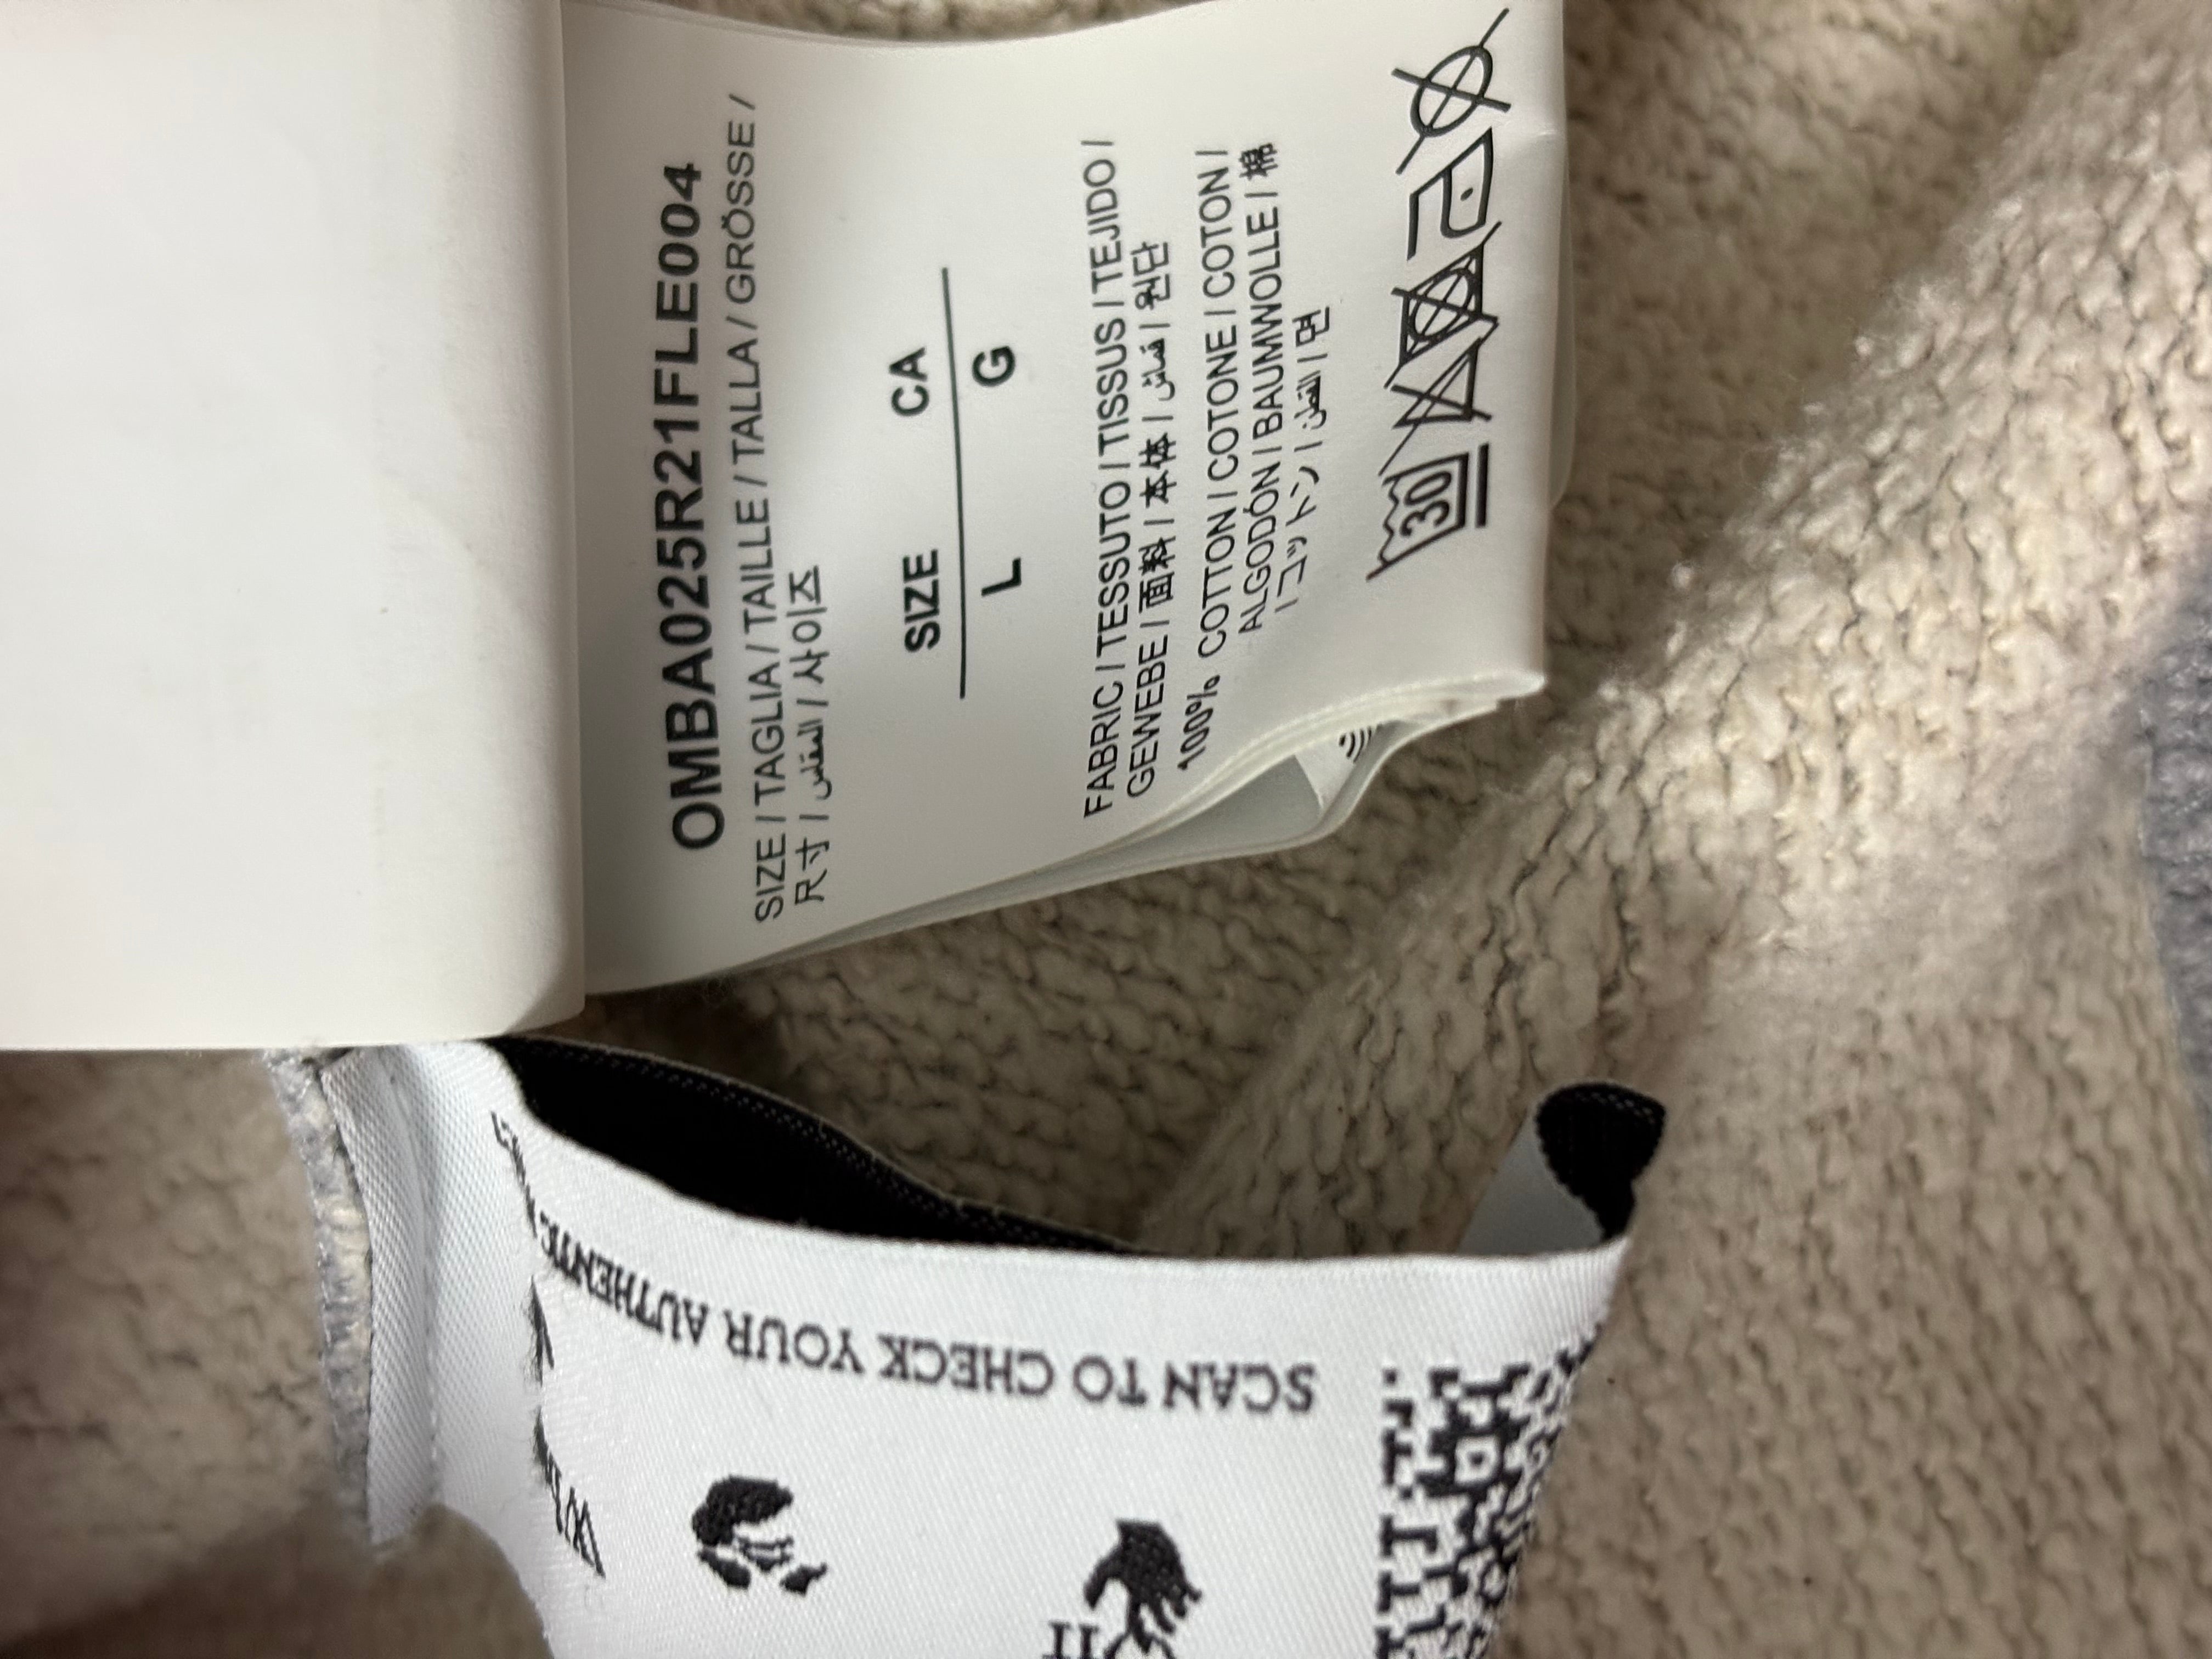 OMBA025R21FLE004
SIZE / TAGLIA / TAILLE / TALLA / GRÖSSE /
尺寸 / المقاس / 사이즈
SIZE CA
L G
FABRIC / TESSUTO / TISSUS / TEJIDO /
GEWEBE / 面料 / 本体 / قماش / 원단
100% COTTON / COTONE / COTON /
ALGODÓN / BAUMWOLLE / 棉
/ コットン / القطن / 면
30
SCAN TO CHECK YOUR